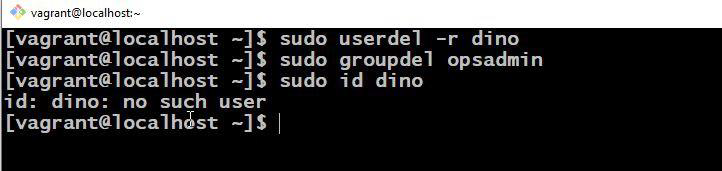 vagrant@localhost:~
[vagrant@localhost ~]$ sudo userdel -r dino
[vagrant@localhost ~]$ sudo groupdel opsadmin
[vagrant@localhost ~]$ sudo id dino
id: dino: no such user
[vagrant@localhost ~]$